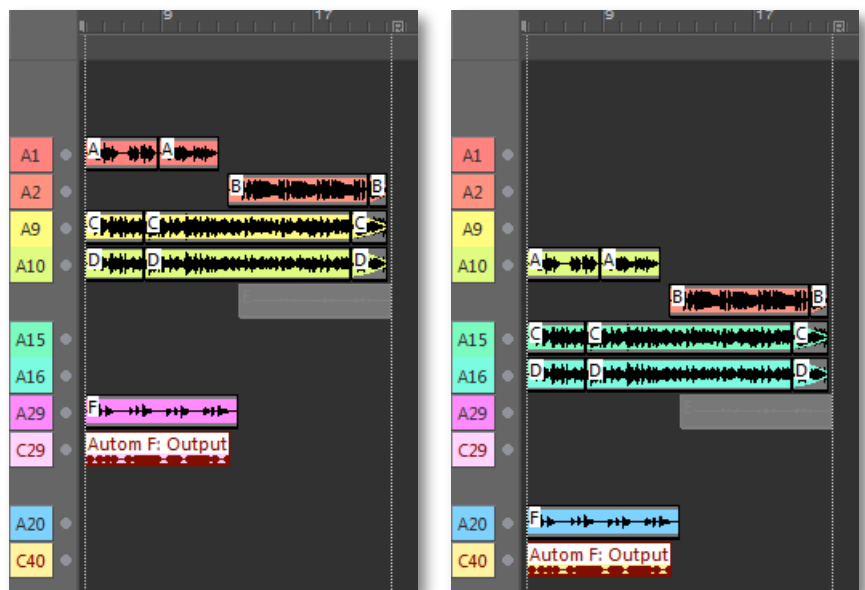 9 17 R
A1 A A
A2 B B
A9 C C C
A10 D D D
E
A15
A16
A29 F
C29 Autom F: Output
A20
C40
9 17 R
A1
A2
A9
A10 A A
B B
A15 C C C
A16 D D D
A29 E
C29
A20 F
C40 Autom F: Output